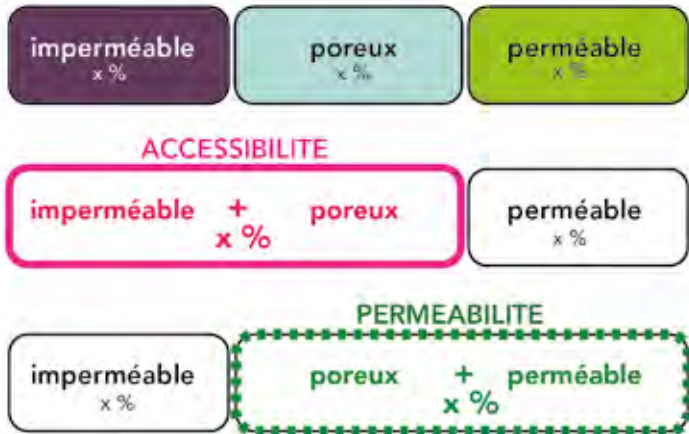 imperméable poreux perméable
x % x % x %
ACCESSIBILITE
imperméable + poreux perméable
x % x %
PERMEABILITE
imperméable poreux + perméable
x % x %